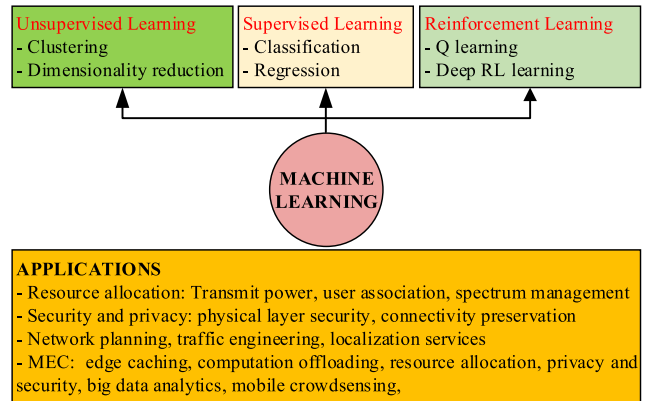 Unsupervised Learning
- Clustering
- Dimensionality reduction
Supervised Learning
- Classification
- Regression
Reinforcement Learning
- Q learning
- Deep RL learning
MACHINE
LEARNING
APPLICATIONS
- Resource allocation: Transmit power, user association, spectrum management
- Security and privacy: physical layer security, connectivity preservation
- Network planning, traffic engineering, localization services
- MEC:  edge caching, computation offloading, resource allocation, privacy and
security, big data analytics, mobile crowdsensing,